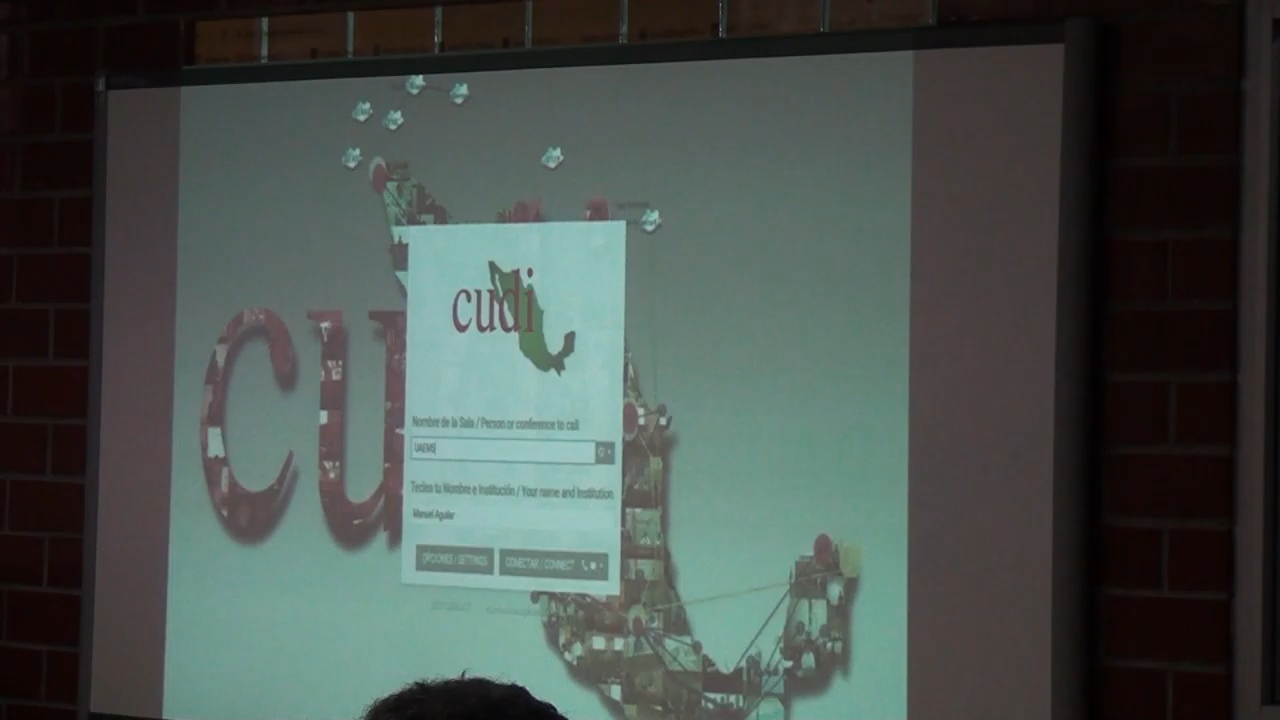 cu
cudi
Nombre de la Sala / Person or conference to call
UAEMS
Teclea tu Nombre e Institución / Your name and Institution
Manuel Aguilar
OPCIONES / SETTINGS
CONECTAR / CONNECT